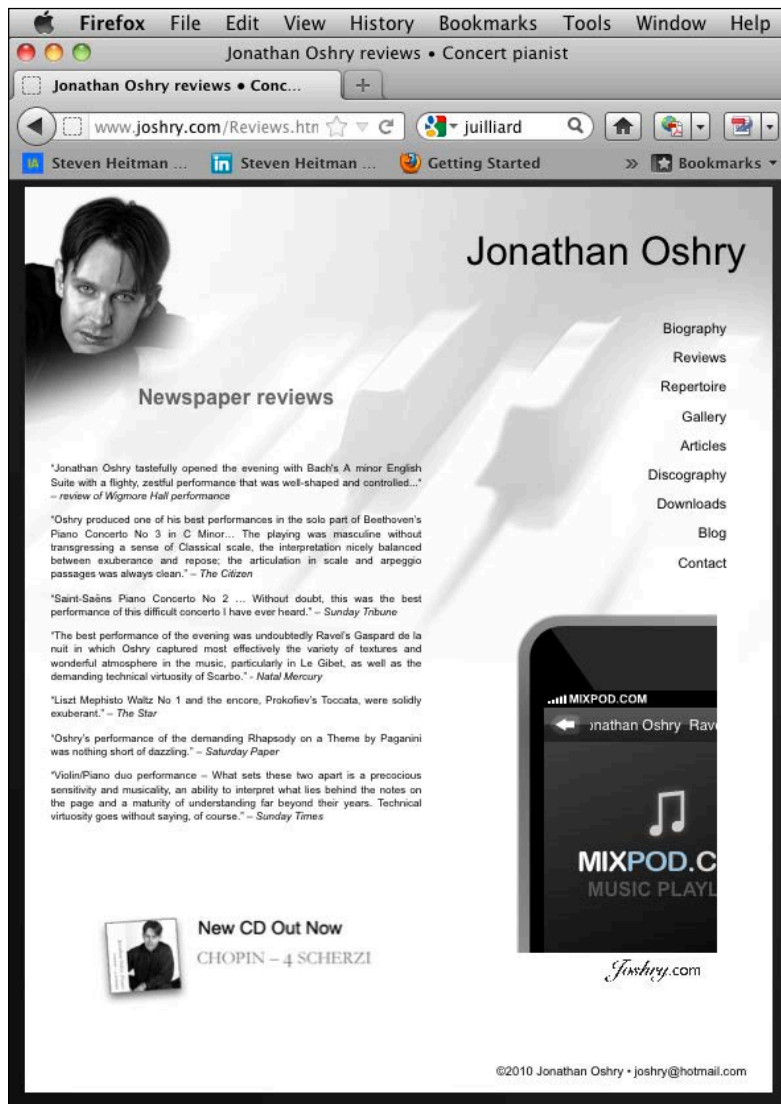 Firefox File Edit View History Bookmarks Tools Window Help
Jonathan Oshry reviews • Concert pianist
Jonathan Oshry reviews • Conc...
www.joshry.com/Reviews.htn
juilliard
Steven Heitman ... in Steven Heitman ... Getting Started » Bookmarks
Jonathan Oshry
Biography
Reviews
Repertoire
Gallery
Articles
Discography
Downloads
Blog
Contact
Newspaper reviews
"Jonathan Oshry tastefully opened the evening with Bach's A minor English
Suite with a flighty, zestful performance that was well-shaped and controlled..."
– review of Wigmore Hall performance
"Oshry produced one of his best performances in the solo part of Beethoven's
Piano Concerto No 3 in C Minor... The playing was masculine without
transgressing a sense of Classical scale, the interpretation nicely balanced
between exuberance and repose; the articulation in scale and arpeggio
passages was always clean." – The Citizen
"Saint-Saëns Piano Concerto No 2 ... Without doubt, this was the best
performance of this difficult concerto I have ever heard." – Sunday Tribune
"The best performance of the evening was undoubtedly Ravel's Gaspard de la
nuit in which Oshry captured most effectively the variety of textures and
wonderful atmosphere in the music, particularly in Le Gibet, as well as the
demanding technical virtuosity of Scarbo." - Natal Mercury
"Liszt Mephisto Waltz No 1 and the encore, Prokofiev's Toccata, were solidly
exuberant." – The Star
"Oshry's performance of the demanding Rhapsody on a Theme by Paganini
was nothing short of dazzling." – Saturday Paper
"Violin/Piano duo performance – What sets these two apart is a precocious
sensitivity and musicality, an ability to interpret what lies behind the notes on
the page and a maturity of understanding far beyond their years. Technical
virtuosity goes without saying, of course." – Sunday Times
MIXPOD.COM
onathan Oshry Rav
MIXPOD.C
MUSIC PLAYL
New CD Out Now
CHOPIN – 4 SCHERZI
Joshry.com
©2010 Jonathan Oshry • joshry@hotmail.com